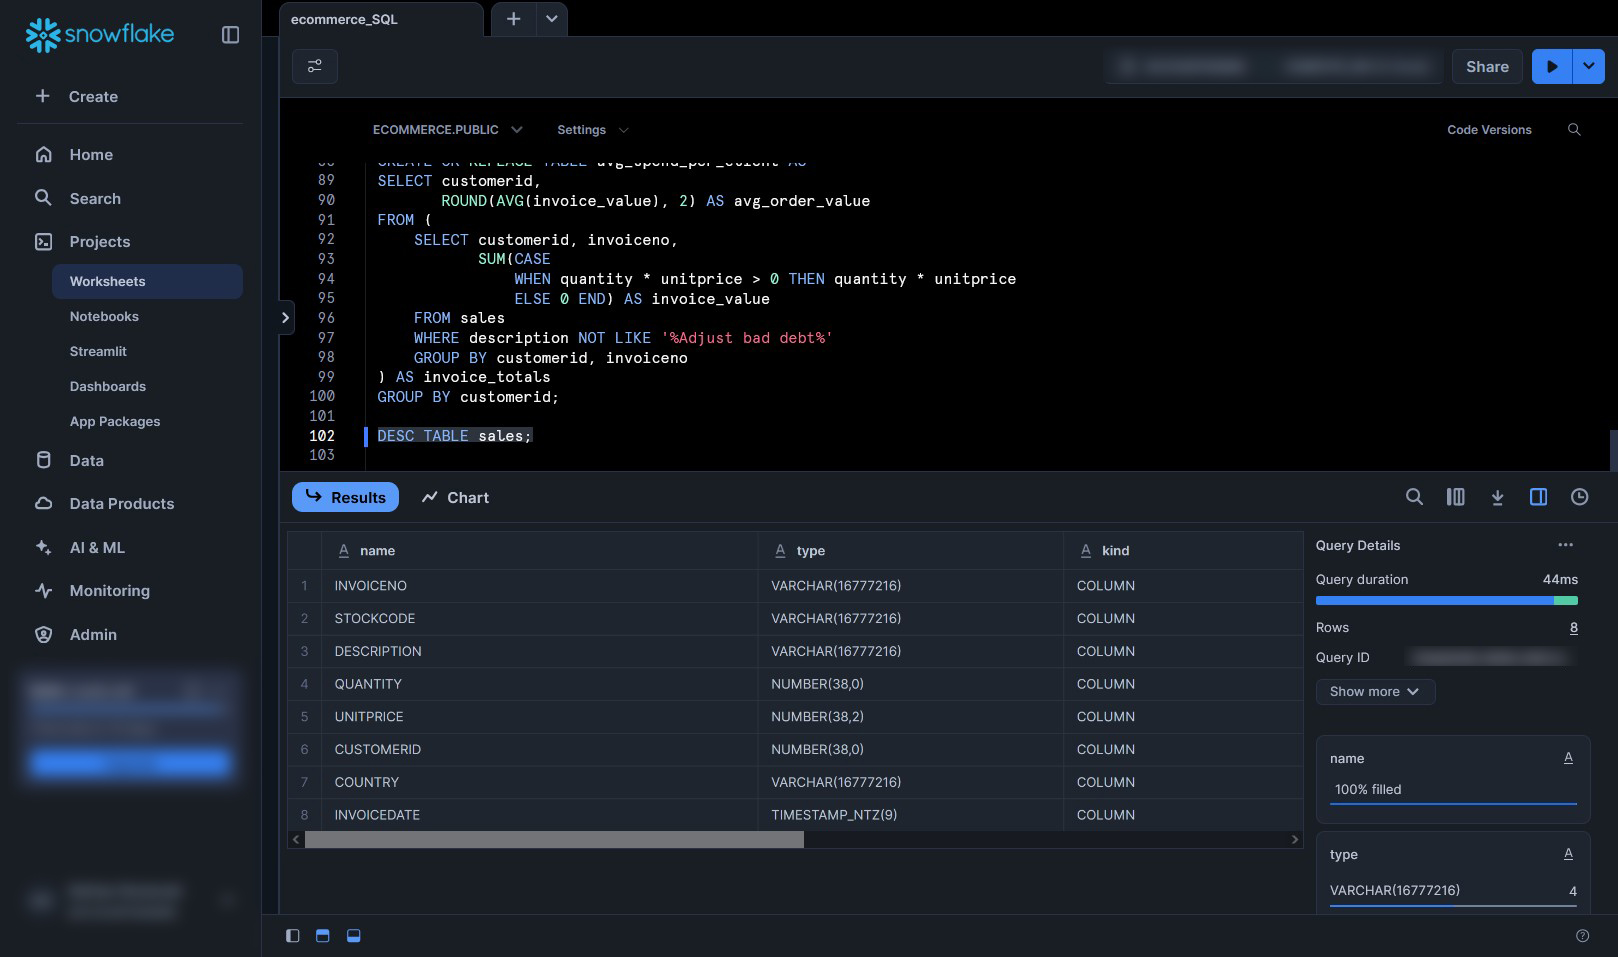 snowflake
Create
Home
Search
Projects
Worksheets
Notebooks
Streamlit
Dashboards
App Packages
Data
Data Products
AI & ML
Monitoring
Admin
ecommerce_SQL
Share
ECOMMERCE.PUBLIC
Settings
Code Versions
88 CREATE OR REPLACE TABLE avg_spend_per_client AS
89 SELECT customerid,
90 ROUND(AVG(invoice_value), 2) AS avg_order_value
91 FROM (
92 SELECT customerid, invoiceno,
93 SUM(CASE
94 WHEN quantity * unitprice > 0 THEN quantity * unitprice
95 ELSE 0 END) AS invoice_value
96 FROM sales
97 WHERE description NOT LIKE '%Adjust bad debt%'
98 GROUP BY customerid, invoiceno
99 ) AS invoice_totals
100 GROUP BY customerid;
101
102 DESC TABLE sales;
103
Results
Chart
A name A type A kind
1 INVOICENO VARCHAR(16777216) COLUMN
2 STOCKCODE VARCHAR(16777216) COLUMN
3 DESCRIPTION VARCHAR(16777216) COLUMN
4 QUANTITY NUMBER(38,0) COLUMN
5 UNITPRICE NUMBER(38,2) COLUMN
6 CUSTOMERID NUMBER(38,0) COLUMN
7 COUNTRY VARCHAR(16777216) COLUMN
8 INVOICEDATE TIMESTAMP_NTZ(9) COLUMN
Query Details
Query duration 44ms
Rows 8
Query ID
Show more
name A
100% filled
type A
VARCHAR(16777216) 4